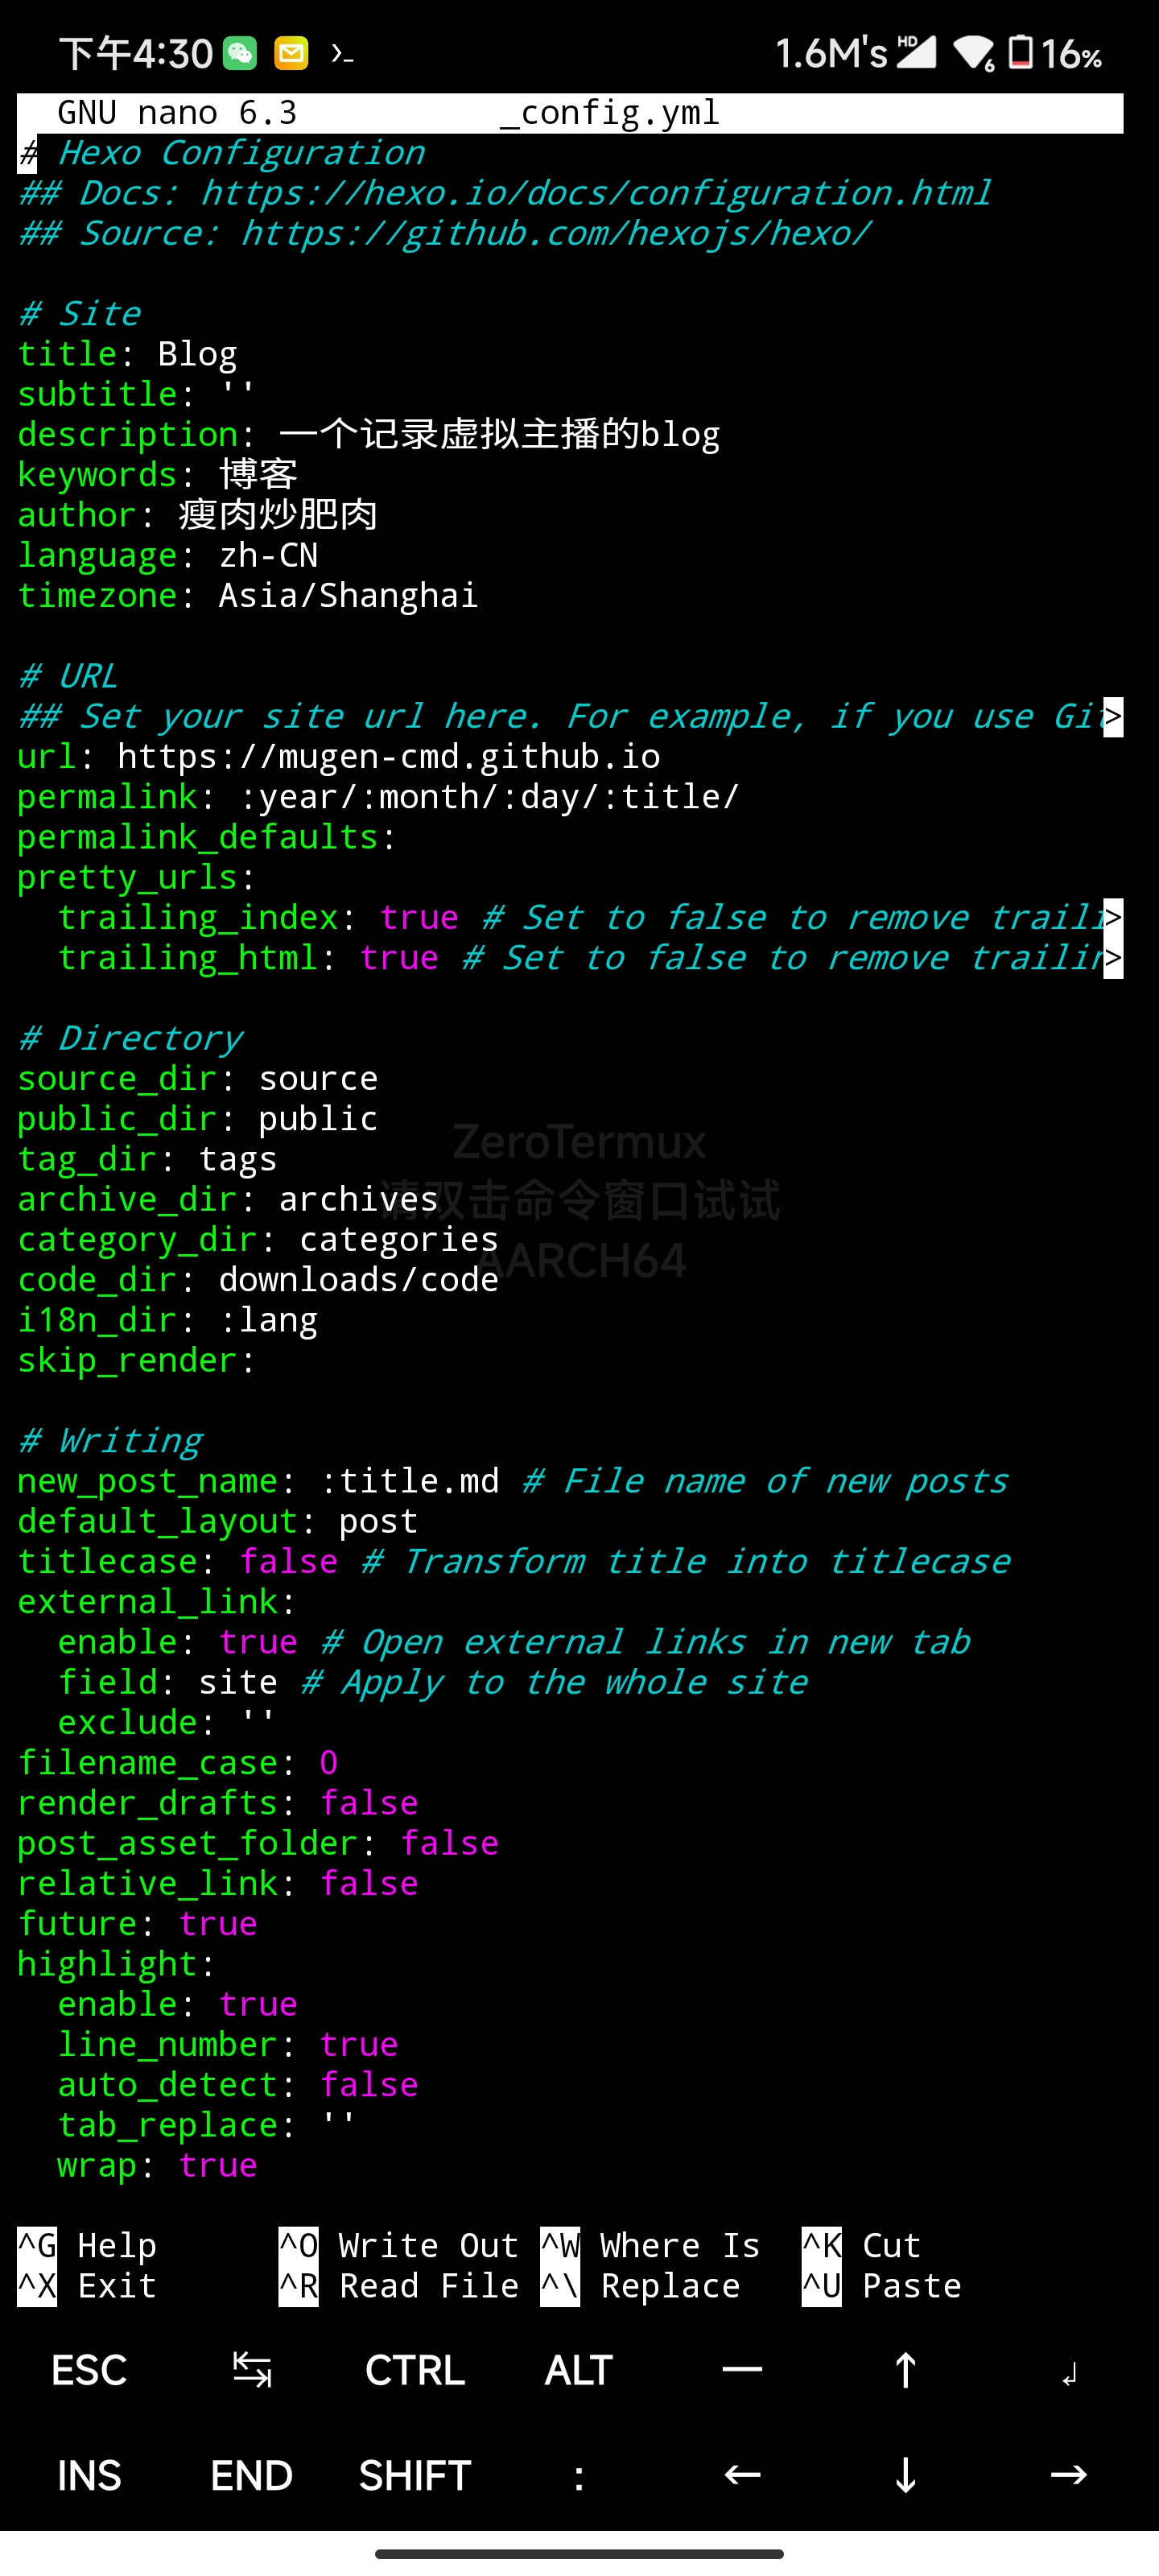 下午4:30 1.6M's HD 6 16%
GNU nano 6.3 _config.yml
# Hexo Configuration
## Docs: https://hexo.io/docs/configuration.html
## Source: https://github.com/hexojs/hexo/
# Site
title: Blog
subtitle: ''
description: 一个记录虚拟主播的blog
keywords: 博客
author: 瘦肉炒肥肉
language: zh-CN
timezone: Asia/Shanghai
# URL
## Set your site url here. For example, if you use Git>
url: https://mugen-cmd.github.io
permalink: :year/:month/:day/:title/
permalink_defaults:
pretty_urls:
trailing_index: true # Set to false to remove traili>
trailing_html: true # Set to false to remove trailin>
# Directory
source_dir: source
public_dir: public
ZeroTermux
tag_dir: tags
archive_dir: archives
请双击命令窗口试试
category_dir: categories
AARCH64
code_dir: downloads/code
i18n_dir: :lang
skip_render:
# Writing
new_post_name: :title.md # File name of new posts
default_layout: post
titlecase: false # Transform title into titlecase
external_link:
enable: true # Open external links in new tab
field: site # Apply to the whole site
exclude: ''
filename_case: 0
render_drafts: false
post_asset_folder: false
relative_link: false
future: true
highlight:
enable: true
line_number: true
auto_detect: false
tab_replace: ''
wrap: true
^G Help ^O Write Out ^W Where Is ^K Cut
^X Exit ^R Read File ^\ Replace ^U Paste
ESC ↹ CTRL ALT — ↑ ↲
INS END SHIFT : ← ↓ →